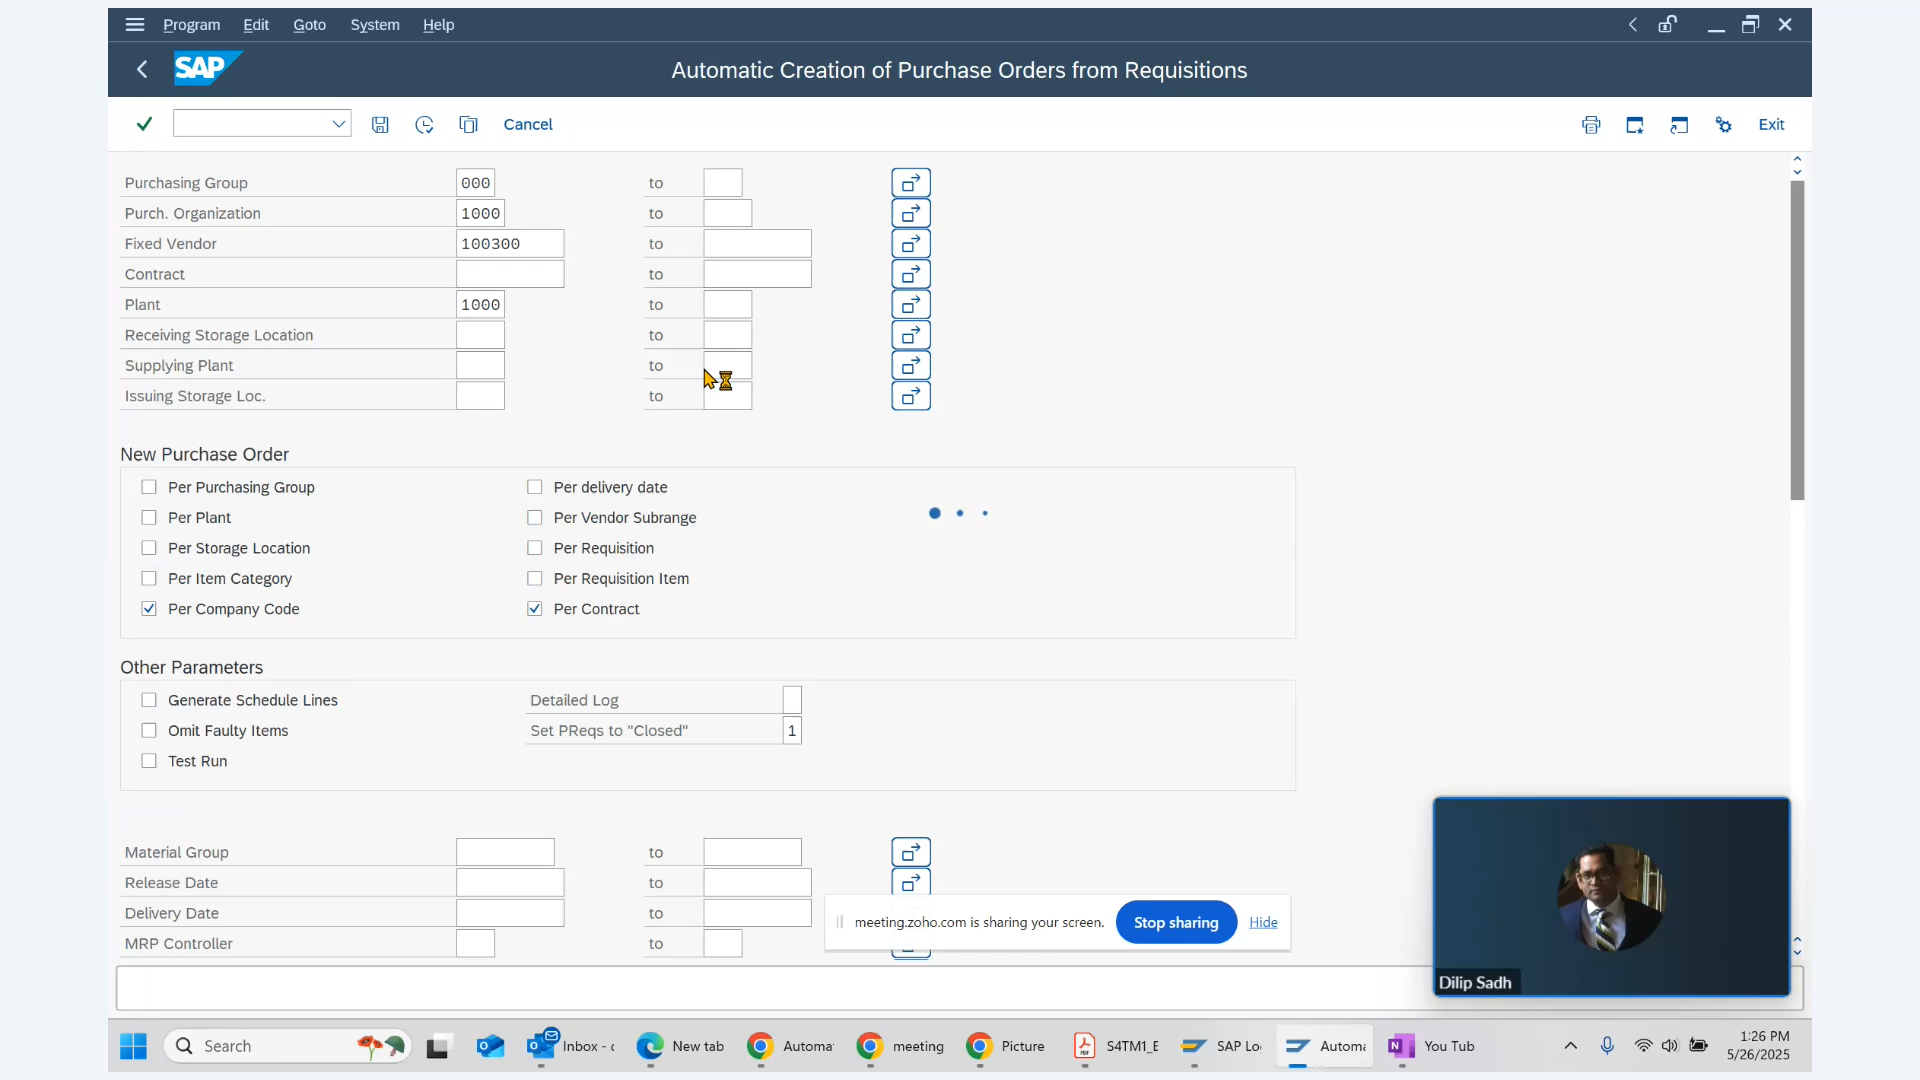 Program Edit Goto System Help
SAP Automatic Creation of Purchase Orders from Requisitions
Cancel Exit
Purchasing Group 000 to
Purch. Organization 1000 to
Fixed Vendor 100300 to
Contract to
Plant 1000 to
Receiving Storage Location to
Supplying Plant to
Issuing Storage Loc. to
New Purchase Order
Per Purchasing Group Per delivery date
Per Plant Per Vendor Subrange
Per Storage Location Per Requisition
Per Item Category Per Requisition Item
Per Company Code Per Contract
Other Parameters
Generate Schedule Lines Detailed Log
Omit Faulty Items Set PReqs to "Closed" 1
Test Run
Material Group to
Release Date to
Delivery Date to
MRP Controller to
meeting.zoho.com is sharing your screen. Stop sharing Hide
Dilip Sadh
Search Inbox - New tab Automa meeting Picture S4TM1_E SAP Lo Automa You Tub 1:26 PM
5/26/2025